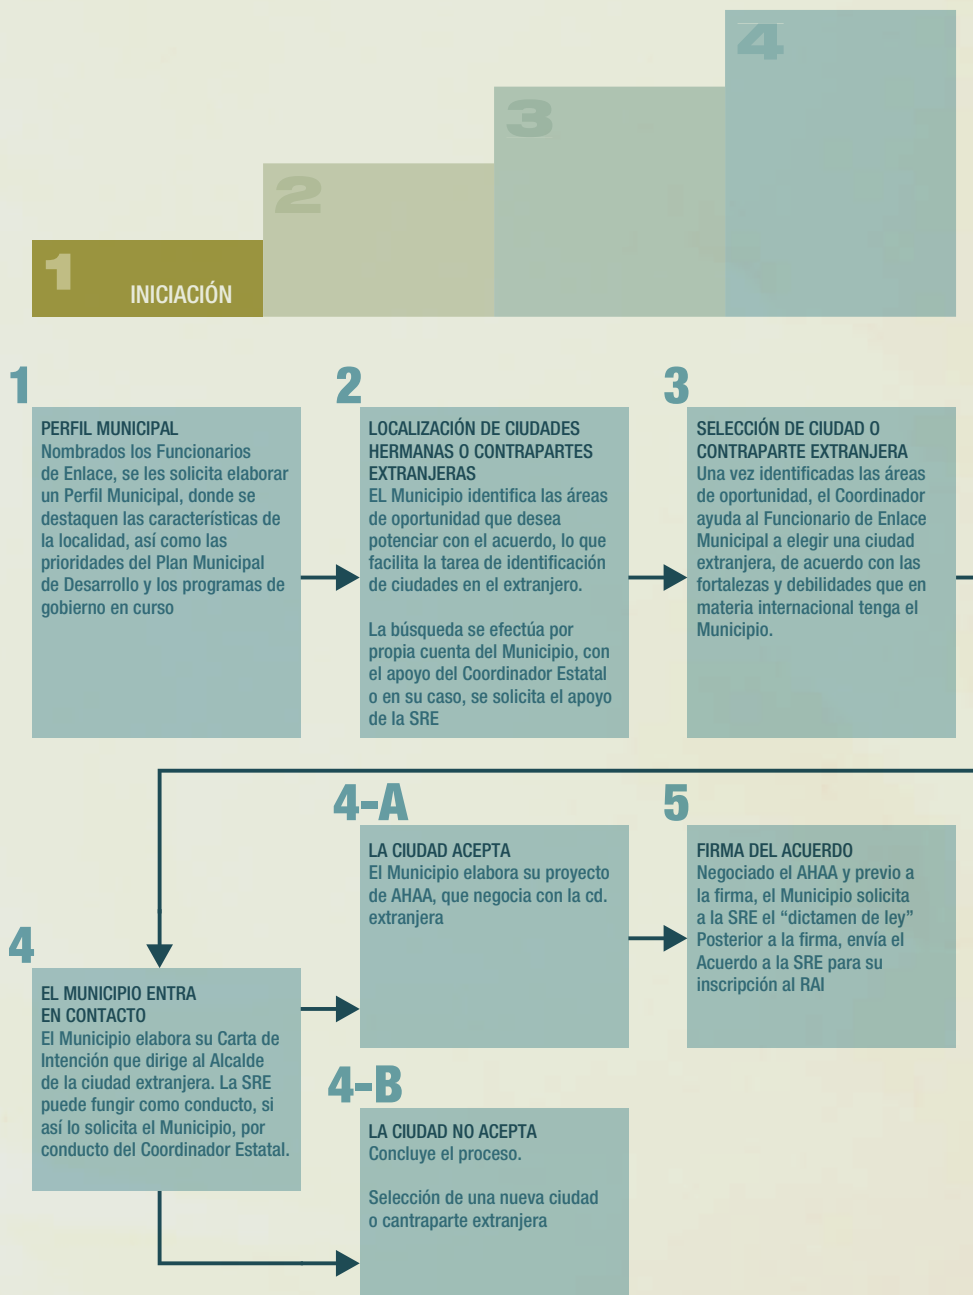 4
3
2
1
INICIACIÓN
1
PERFIL MUNICIPAL
Nombrados los Funcionarios
de Enlace, se les solicita elaborar
un Perfil Municipal, donde se
destaquen las características de
la localidad, así como las
prioridades del Plan Municipal
de Desarrollo y los programas de
gobierno en curso
2
LOCALIZACIÓN DE CIUDADES
HERMANAS O CONTRAPARTES
EXTRANJERAS
EL Municipio identifica las áreas
de oportunidad que desea
potenciar con el acuerdo, lo que
facilita la tarea de identificación
de ciudades en el extranjero.
La búsqueda se efectúa por
propia cuenta del Municipio, con
el apoyo del Coordinador Estatal
o en su caso, se solicita el apoyo
de la SRE
3
SELECCIÓN DE CIUDAD O
CONTRAPARTE EXTRANJERA
Una vez identificadas las áreas
de oportunidad, el Coordinador
ayuda al Funcionario de Enlace
Municipal a elegir una ciudad
extranjera, de acuerdo con las
fortalezas y debilidades que en
materia internacional tenga el
Municipio.
4
EL MUNICIPIO ENTRA
EN CONTACTO
El Municipio elabora su Carta de
Intención que dirige al Alcalde
de la ciudad extranjera. La SRE
puede fungir como conducto, si
así lo solicita el Municipio, por
conducto del Coordinador Estatal.
4-A
LA CIUDAD ACEPTA
El Municipio elabora su proyecto
de AHAA, que negocia con la cd.
extranjera
4-B
LA CIUDAD NO ACEPTA
Concluye el proceso.
Selección de una nueva ciudad
o cantraparte extranjera
5
FIRMA DEL ACUERDO
Negociado el AHAA y previo a
la firma, el Municipio solicita
a la SRE el “dictamen de ley”
Posterior a la firma, envía el
Acuerdo a la SRE para su
inscripción al RAI